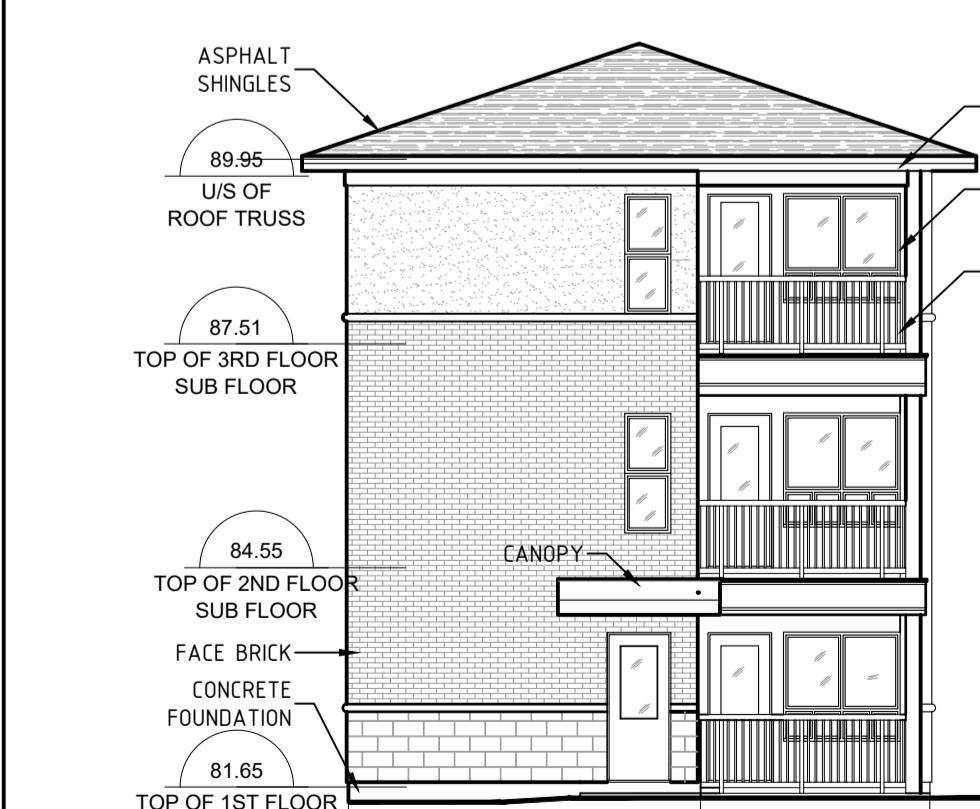 ASPHALT
SHINGLES
89.95
U/S OF
ROOF TRUSS
87.51
TOP OF 3RD FLOOR
SUB FLOOR
84.55
TOP OF 2ND FLOOR
SUB FLOOR
CANOPY
FACE BRICK
CONCRETE
FOUNDATION
81.65
TOP OF 1ST FLOOR